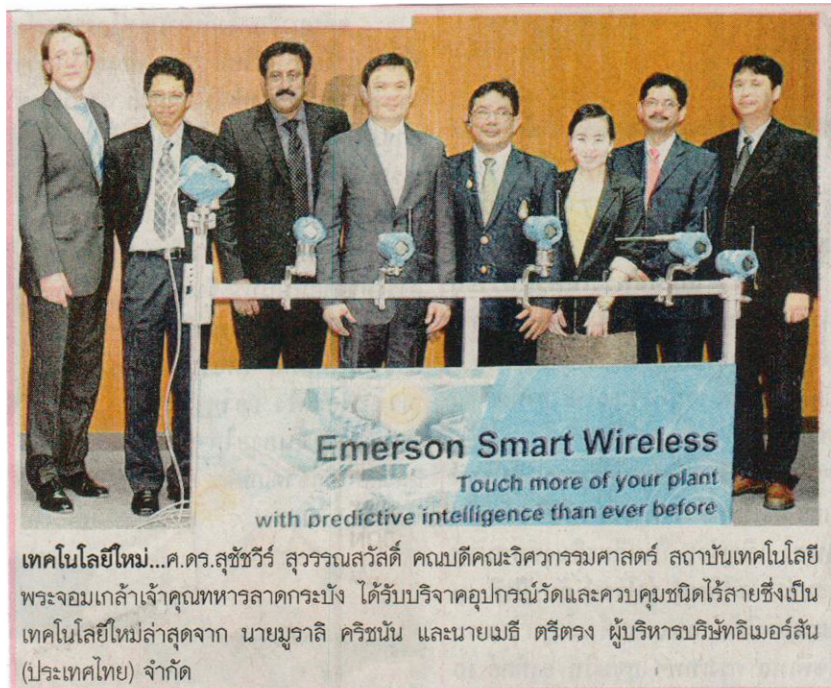 Emerson Smart Wireless
Touch more of your plant
with predictive intelligence than ever before
เทคโนโลยีใหม่...ศ.ดร.สุชัชวีร์ สุวรรณสวัสดิ์ คณบดีคณะวิศวกรรมศาสตร์ สถาบันเทคโนโลยี
พระจอมเกล้าเจ้าคุณทหารลาดกระบัง ได้รับบริจาคอุปกรณ์วัดและควบคุมชนิดไร้สายซึ่งเป็น
เทคโนโลยีใหม่ล่าสุดจาก นายมูราลิ คริชนัน และนายเมธี ตรีตรง ผู้บริหารบริษัทอิเมอร์สัน
(ประเทศไทย) จำกัด